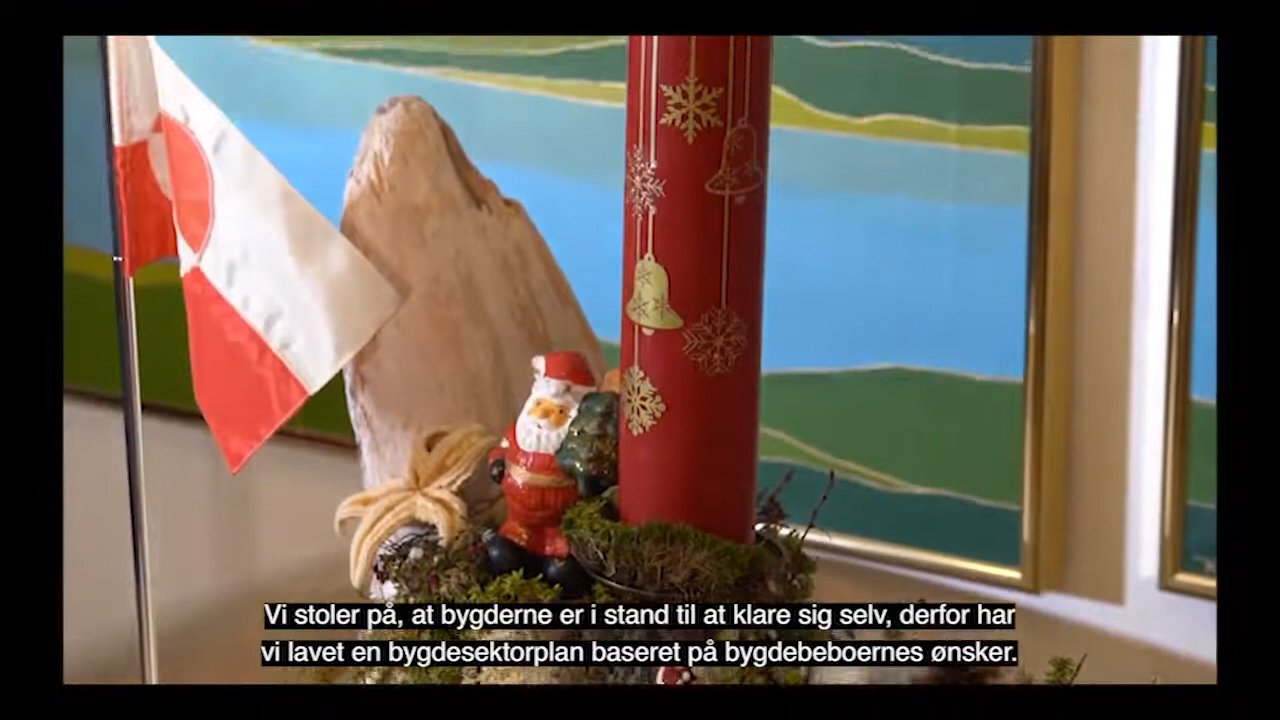 Vi stoler på, at bygderne er i stand til at klare sig selv, derfor har
vi lavet en bygdesektorplan baseret på bygdebeboernes ønsker.